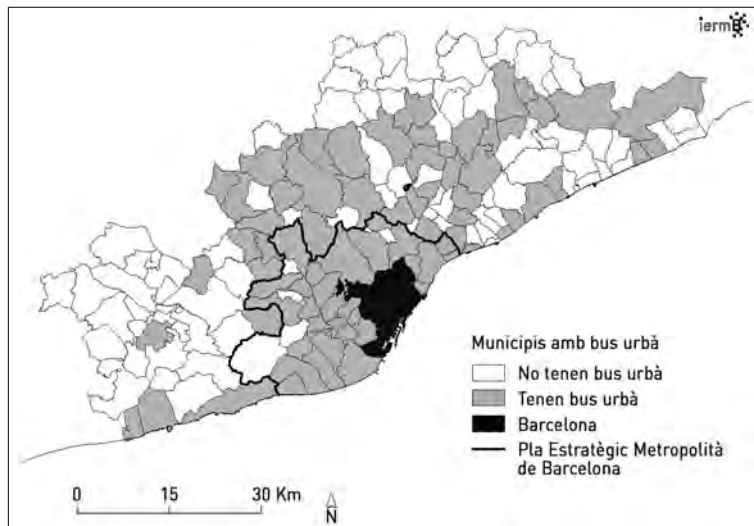 iermB
Municipis amb bus urbà
No tenen bus urbà
Tenen bus urbà
Barcelona
Pla Estratègic Metropolità
de Barcelona
0 15 30 Km
N